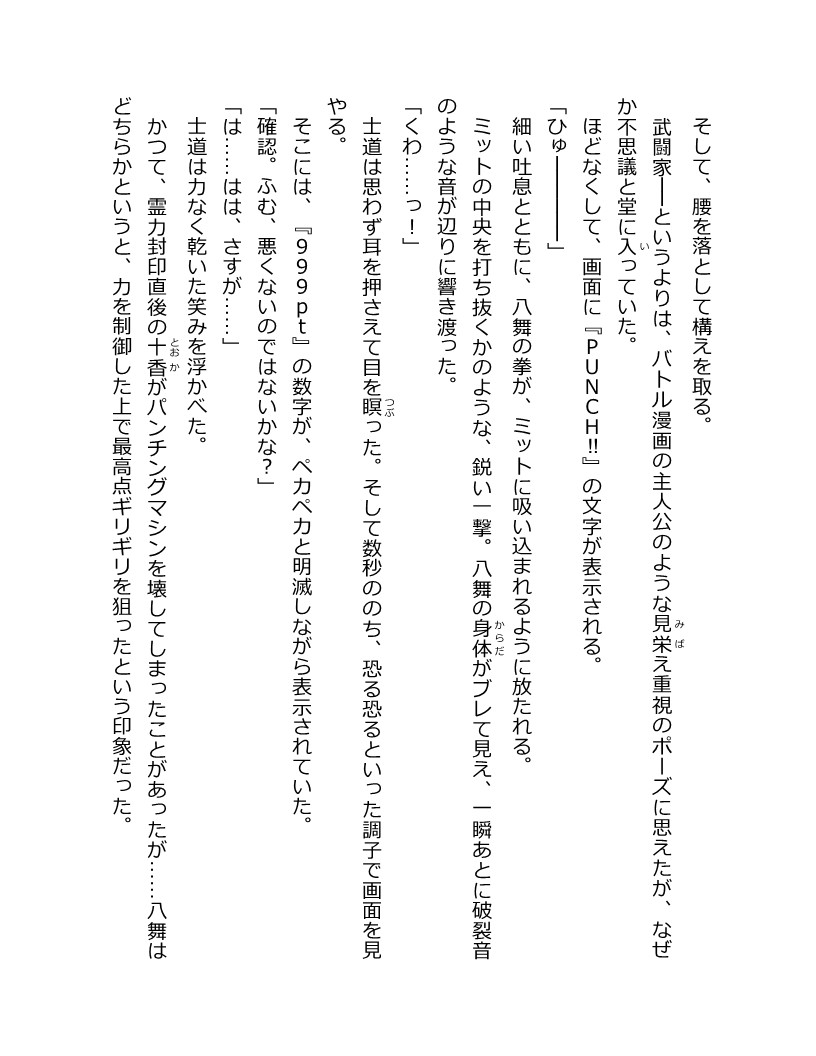 そして、腰を落として構えを取る。
武闘家――というよりは、バトル漫画の主人公のような見栄え重視のポーズに思えたが、なぜ
か不思議と堂に入っていた。
ほどなくして、画面に『ＰＵＮＣＨ!!』の文字が表示される。
「ひゅ――――」
細い吐息とともに、八舞の拳が、ミットに吸い込まれるように放たれる。
ミットの中央を打ち抜くかのような、鋭い一撃。八舞の身体がブレて見え、一瞬あとに破裂音
のような音が辺りに響き渡った。
「くわ……っ！」
士道は思わず耳を押さえて目を瞑った。そして数秒ののち、恐る恐るといった調子で画面を見
やる。
そこには、『９９９ｐｔ』の数字が、ペカペカと明滅しながら表示されていた。
「確認。ふむ、悪くないのではないかな？」
「は……はは、さすが……」
士道は力なく乾いた笑みを浮かべた。
かつて、霊力封印直後の十香がパンチングマシンを壊してしまったことがあったが……八舞は
どちらかというと、力を制御した上で最高点ギリギリを狙ったという印象だった。